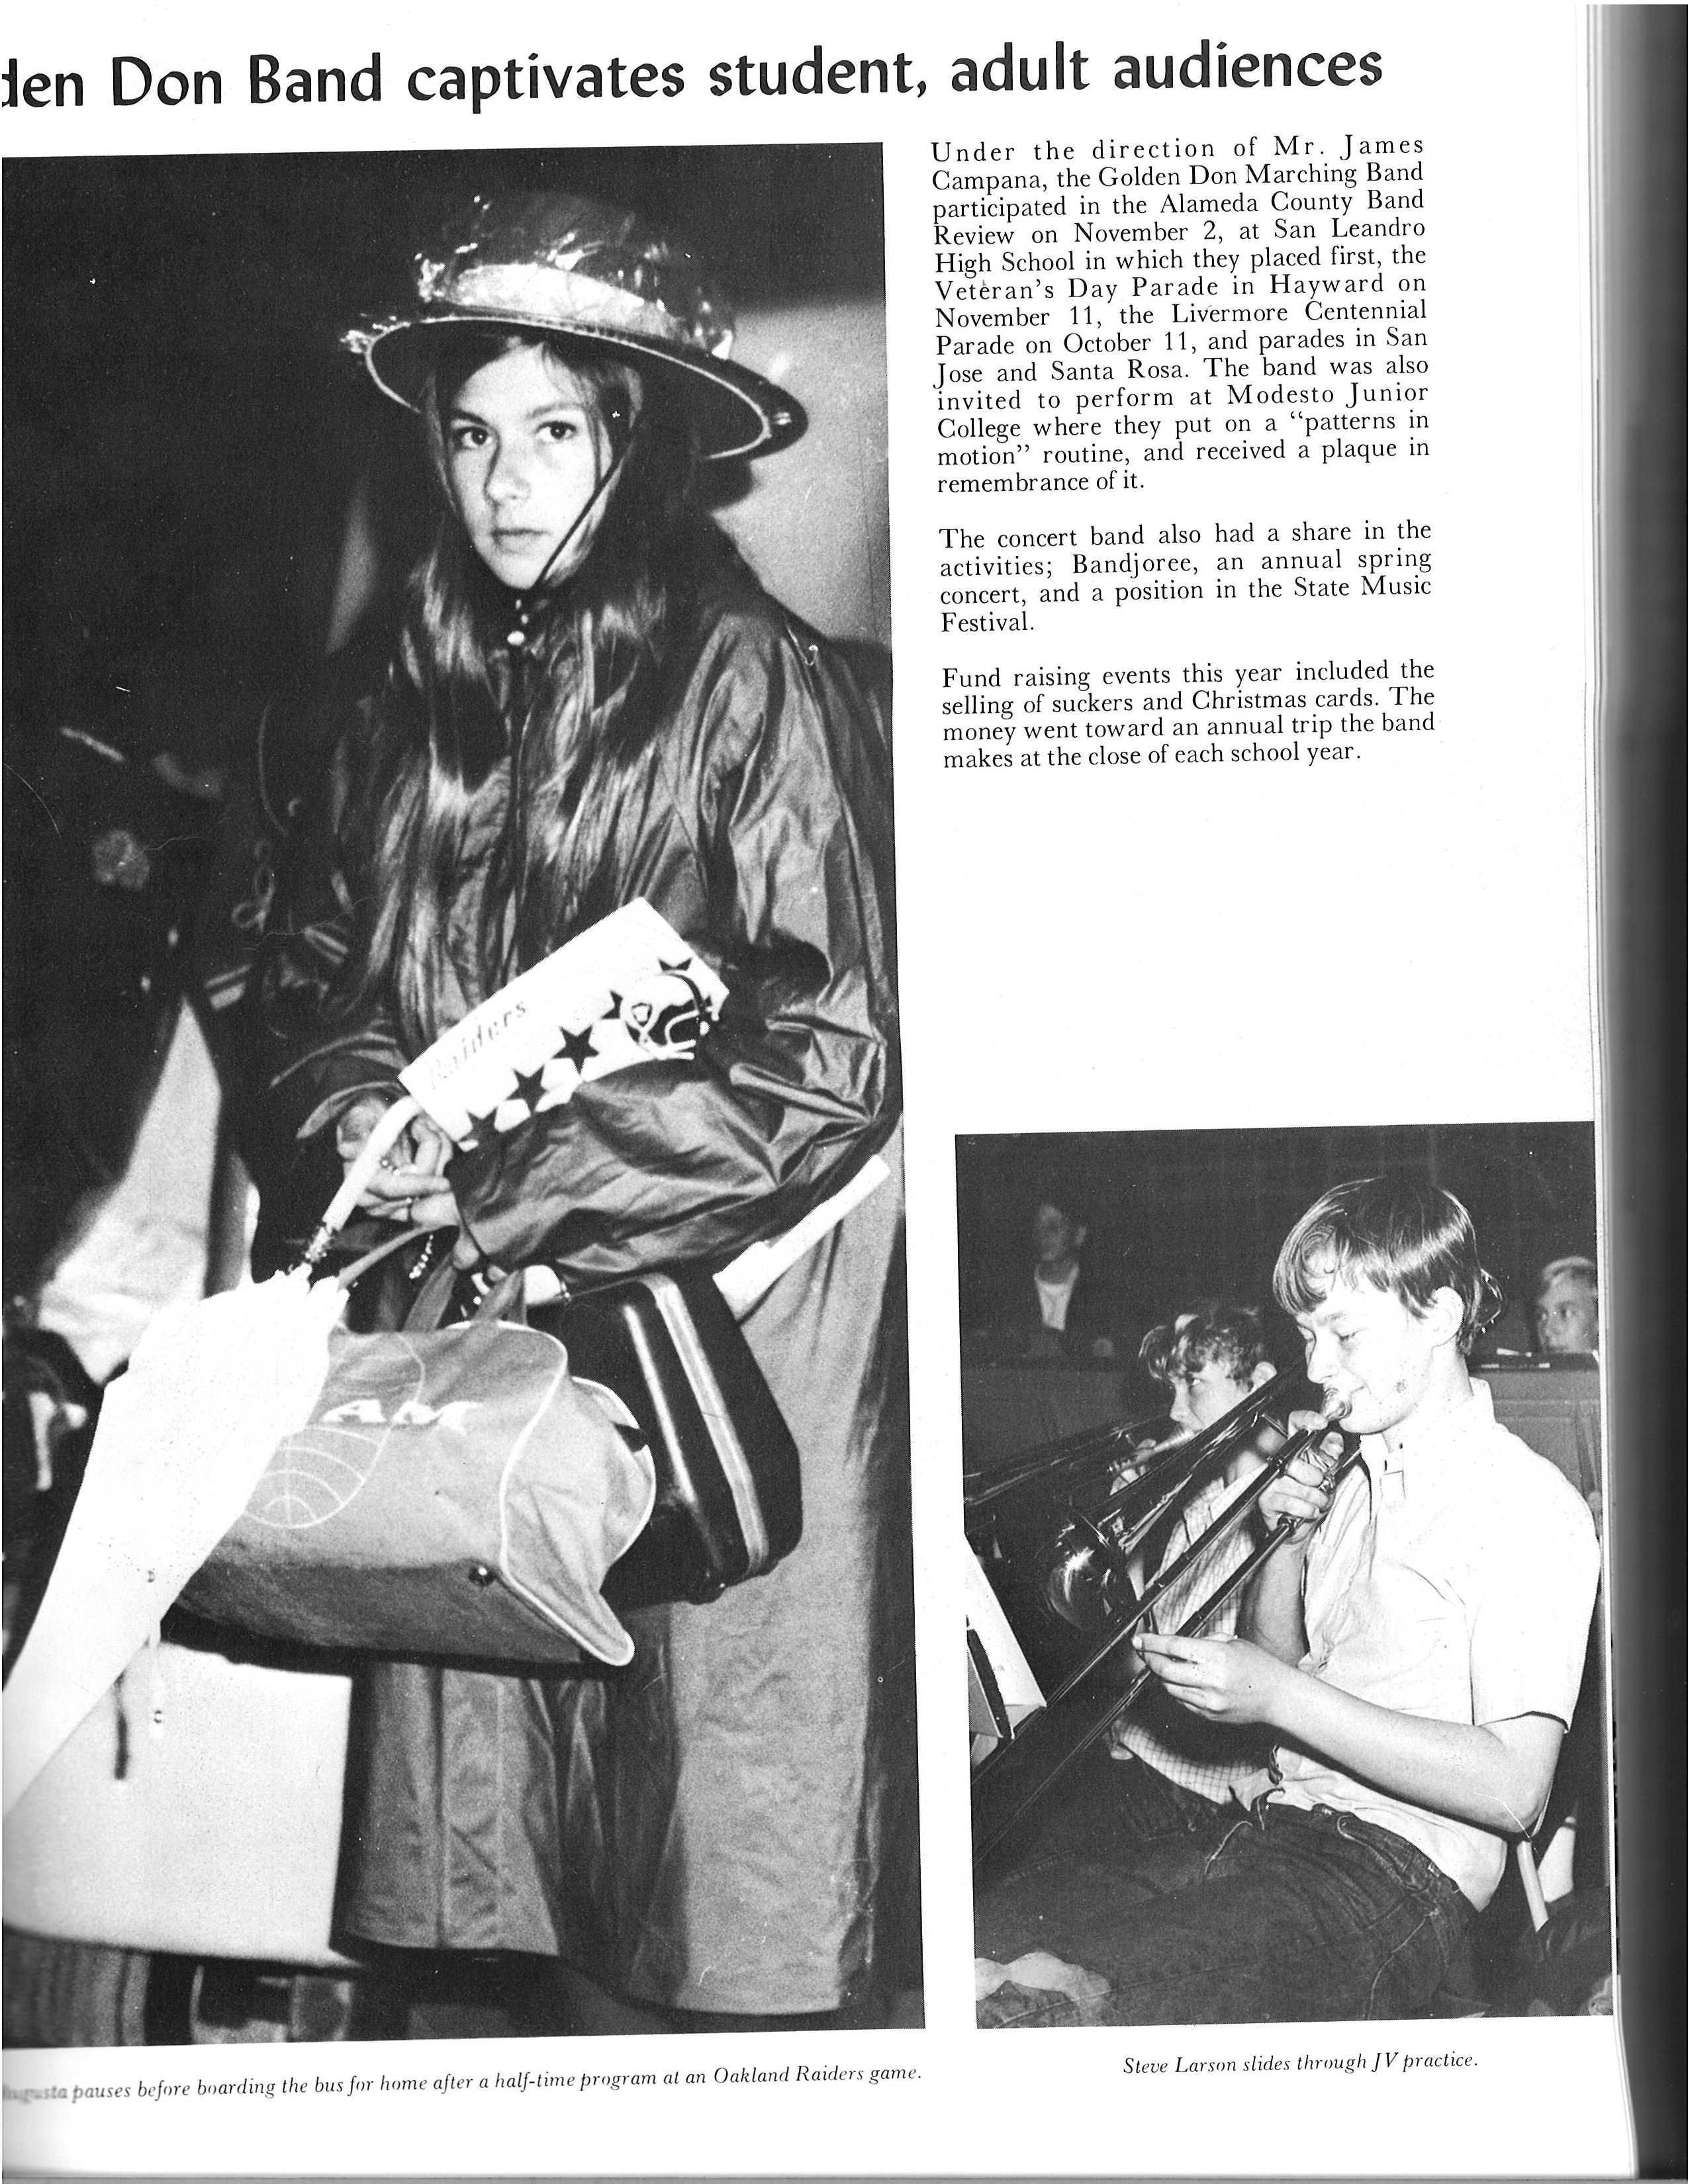 den Don Band captivates student, adult audiences
Under the direction of Mr. James
Campana, the Golden Don Marching Band
participated in the Alameda County Band
Review on November 2, at San Leandro
High School in which they placed first, the
Veteran's Day Parade in Hayward on
November 11, the Livermore Centennial
Parade on October 11, and parades in San
Jose and Santa Rosa. The band was also
invited to perform at Modesto Junior
College where they put on a “patterns in
motion” routine, and received a plaque in
remembrance of it.
The concert band also had a share in the
activities; Bandjoree, an annual spring
concert, and a position in the State Music
Festival.
Fund raising events this year included the
selling of suckers and Christmas cards. The
money went toward an annual trip the band
makes at the close of each school year.
Raiders
AM
Augusta pauses before boarding the bus for home after a half-time program at an Oakland Raiders game.
Steve Larson slides through JV practice.